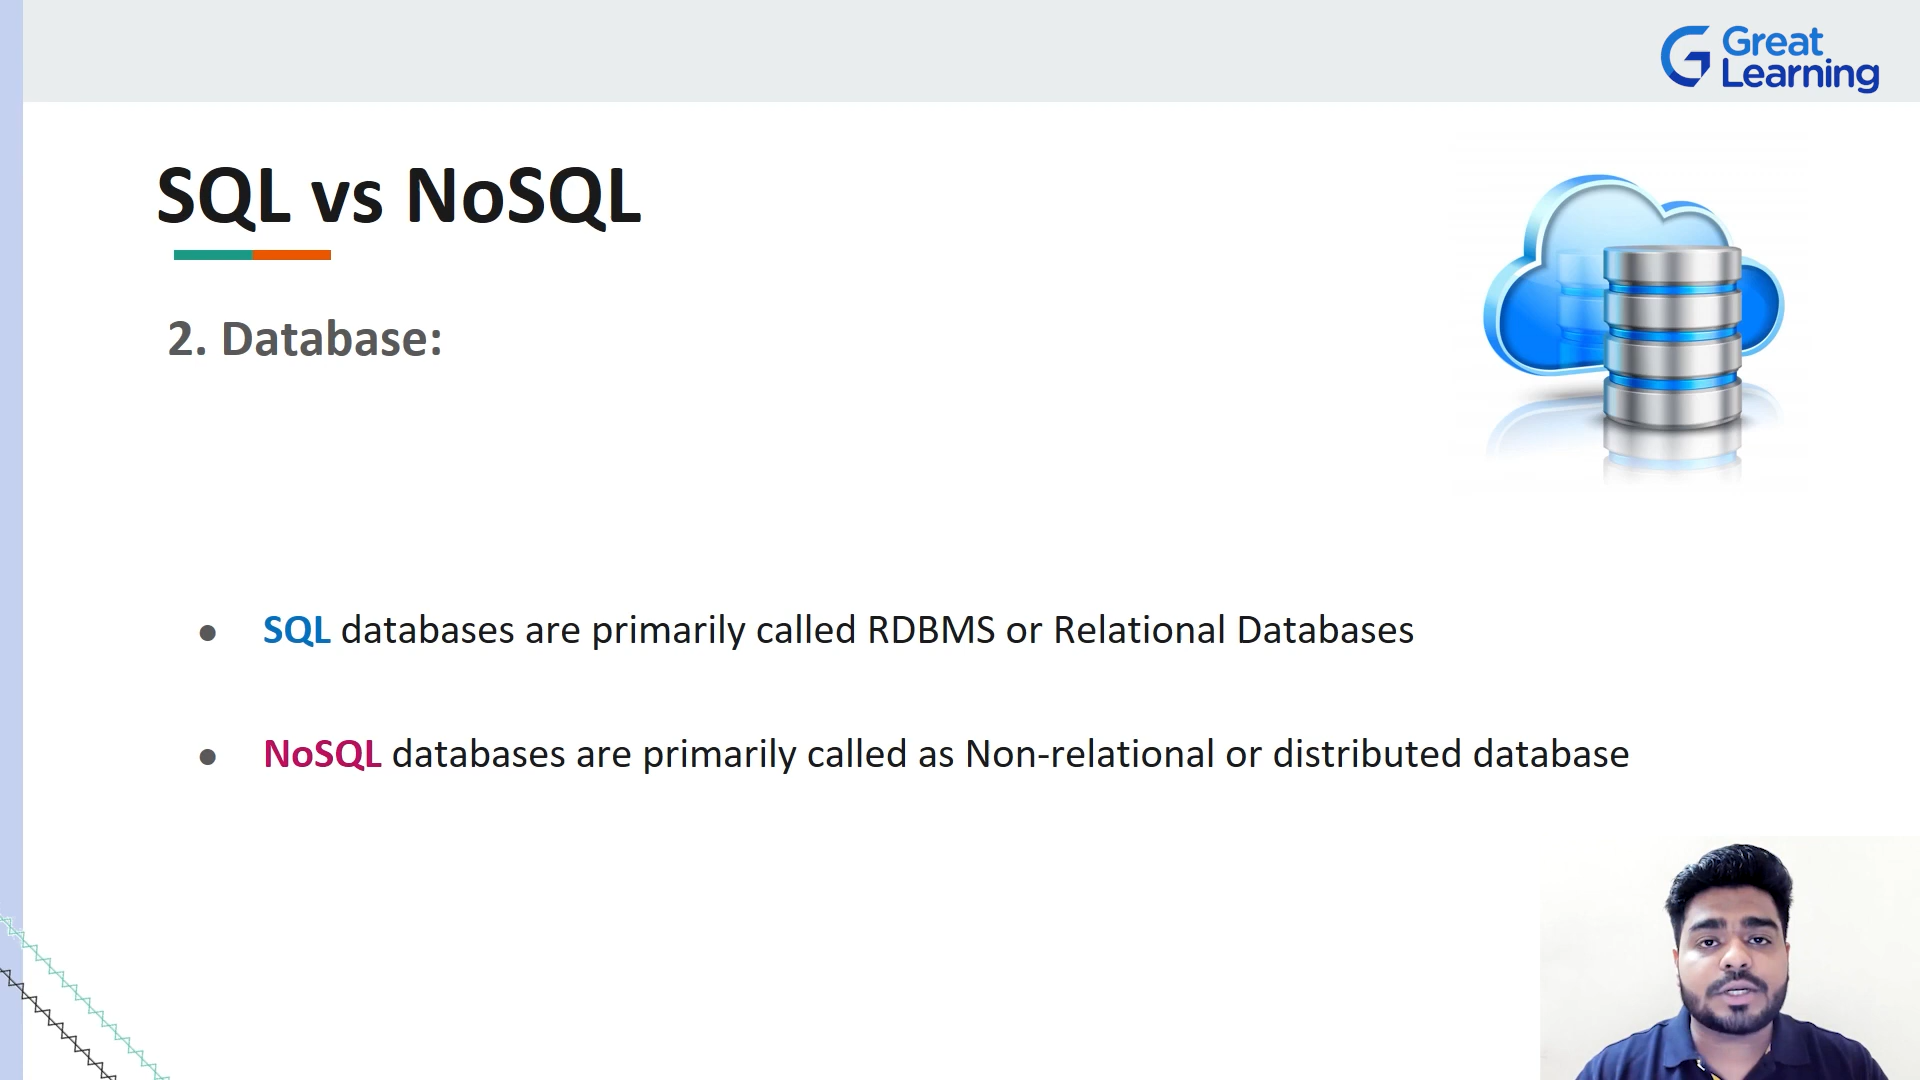 Great
Learning
SQL vs NoSQL
2. Database:
● SQL databases are primarily called RDBMS or Relational Databases
● NoSQL databases are primarily called as Non-relational or distributed database